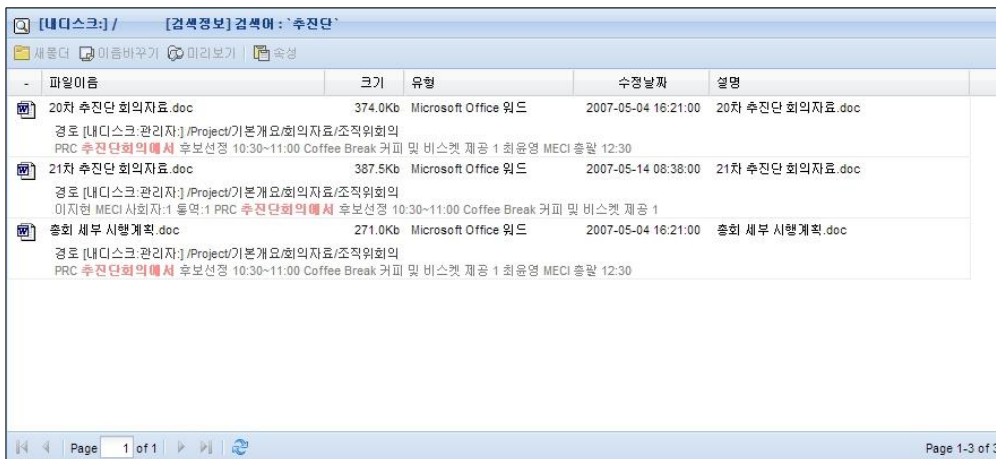 [내디스크:] / [검색정보] 검색어 : `추진단`
새폴더 이름바꾸기 미리보기 속성
- 파일이름 크기 유형 수정날짜 설명
20차 추진단 회의자료.doc 374.0Kb Microsoft Office 워드 2007-05-04 16:21:00 20차 추진단 회의자료.doc
경로 [내디스크:관리자:] /Project/기본개요/회의자료/조직위회의
PRC 추진단회의에서 후보선정 10:30~11:00 Coffee Break 커피 및 비스켓 제공 1 최윤영 MECI 총괄 12:30
21차 추진단 회의자료.doc 387.5Kb Microsoft Office 워드 2007-05-14 08:38:00 21차 추진단 회의자료.doc
경로 [내디스크:관리자:] /Project/기본개요/회의자료/조직위회의
이지현 MECI 사회자:1 통역:1 PRC 추진단회의에서 후보선정 10:30~11:00 Coffee Break 커피 및 비스켓 제공 1
총회 세부 시행계획.doc 271.0Kb Microsoft Office 워드 2007-05-04 16:21:00 총회 세부 시행계획.doc
경로 [내디스크:관리자:] /Project/기본개요/회의자료/조직위회의
PRC 추진단회의에서 후보선정 10:30~11:00 Coffee Break 커피 및 비스켓 제공 1 최윤영 MECI 총괄 12:30
Page 1 of 1 Page 1-3 of 3